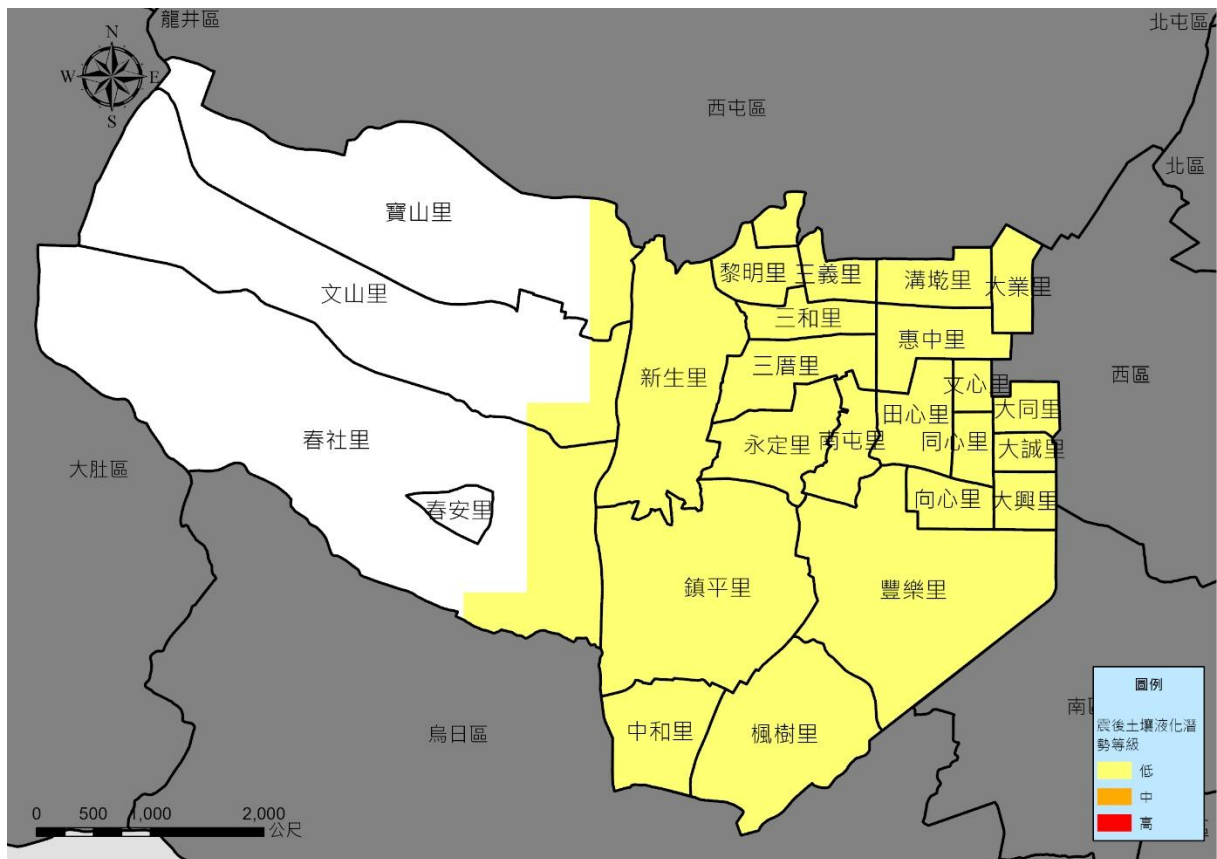 龍井區
北屯區
N
W
E
S
西屯區
北區
寶山里
黎明里
三義里
溝墘里
大業里
文山里
三和里
惠中里
新生里
三厝里
西區
文心里
大同里
田心里
春社里
永定里
南屯里
同心里
大誠里
大肚區
春安里
向心里
大興里
鎮平里
豐樂里
圖例
南
烏日區
中和里
楓樹里
震後土壤液化潛
勢等級
低
中
高
0 500 1,000 2,000
公尺